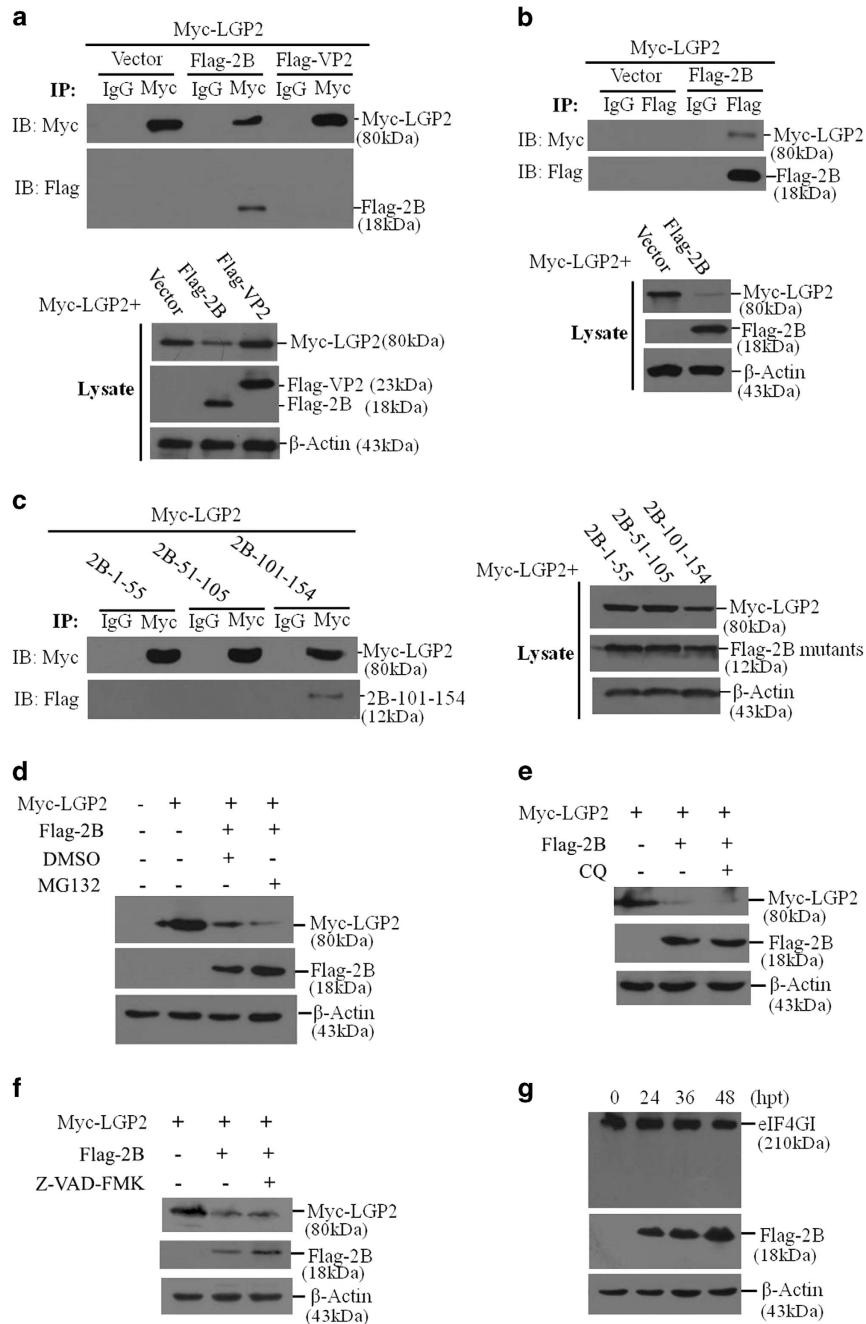 a
Myc-LGP2
Vector Flag-2B Flag-VP2
IP: IgG Myc IgG Myc IgG Myc
IB: Myc Myc-LGP2
(80kDa)
IB: Flag Flag-2B
(18kDa)
Myc-LGP2+ Vector Flag-2B Flag-VP2
Myc-LGP2(80kDa)
Lysate Flag-VP2 (23kDa)
Flag-2B (18kDa)
β-Actin (43kDa)
b
Myc-LGP2
Vector Flag-2B
IP: IgG Flag IgG Flag
IB: Myc Myc-LGP2
(80kDa)
IB: Flag Flag-2B
(18kDa)
Myc-LGP2+ Vector Flag-2B
Myc-LGP2
(80kDa)
Lysate Flag-2B
(18kDa)
β-Actin
(43kDa)
c
Myc-LGP2
2B-1-55 2B-51-105 2B-101-154
IP: IgG Myc IgG Myc IgG Myc
IB: Myc Myc-LGP2
(80kDa)
IB: Flag 2B-101-154
(12kDa)
Myc-LGP2+ 2B-1-55 2B-51-105 2B-101-154
Myc-LGP2
(80kDa)
Lysate Flag-2B mutants
(12kDa)
β-Actin
(43kDa)
d
Myc-LGP2 - + + +
Flag-2B - - + +
DMSO - - + -
MG132 - - - +
Myc-LGP2
(80kDa)
Flag-2B
(18kDa)
β-Actin
(43kDa)
e
Myc-LGP2 + + +
Flag-2B - + +
CQ - - +
Myc-LGP2
(80kDa)
Flag-2B
(18kDa)
β-Actin
(43kDa)
f
Myc-LGP2 + + +
Flag-2B - + +
Z-VAD-FMK - - +
Myc-LGP2
(80kDa)
Flag-2B
(18kDa)
β-Actin
(43kDa)
g
0 24 36 48 (hpt)
eIF4GI
(210kDa)
Flag-2B
(18kDa)
β-Actin
(43kDa)